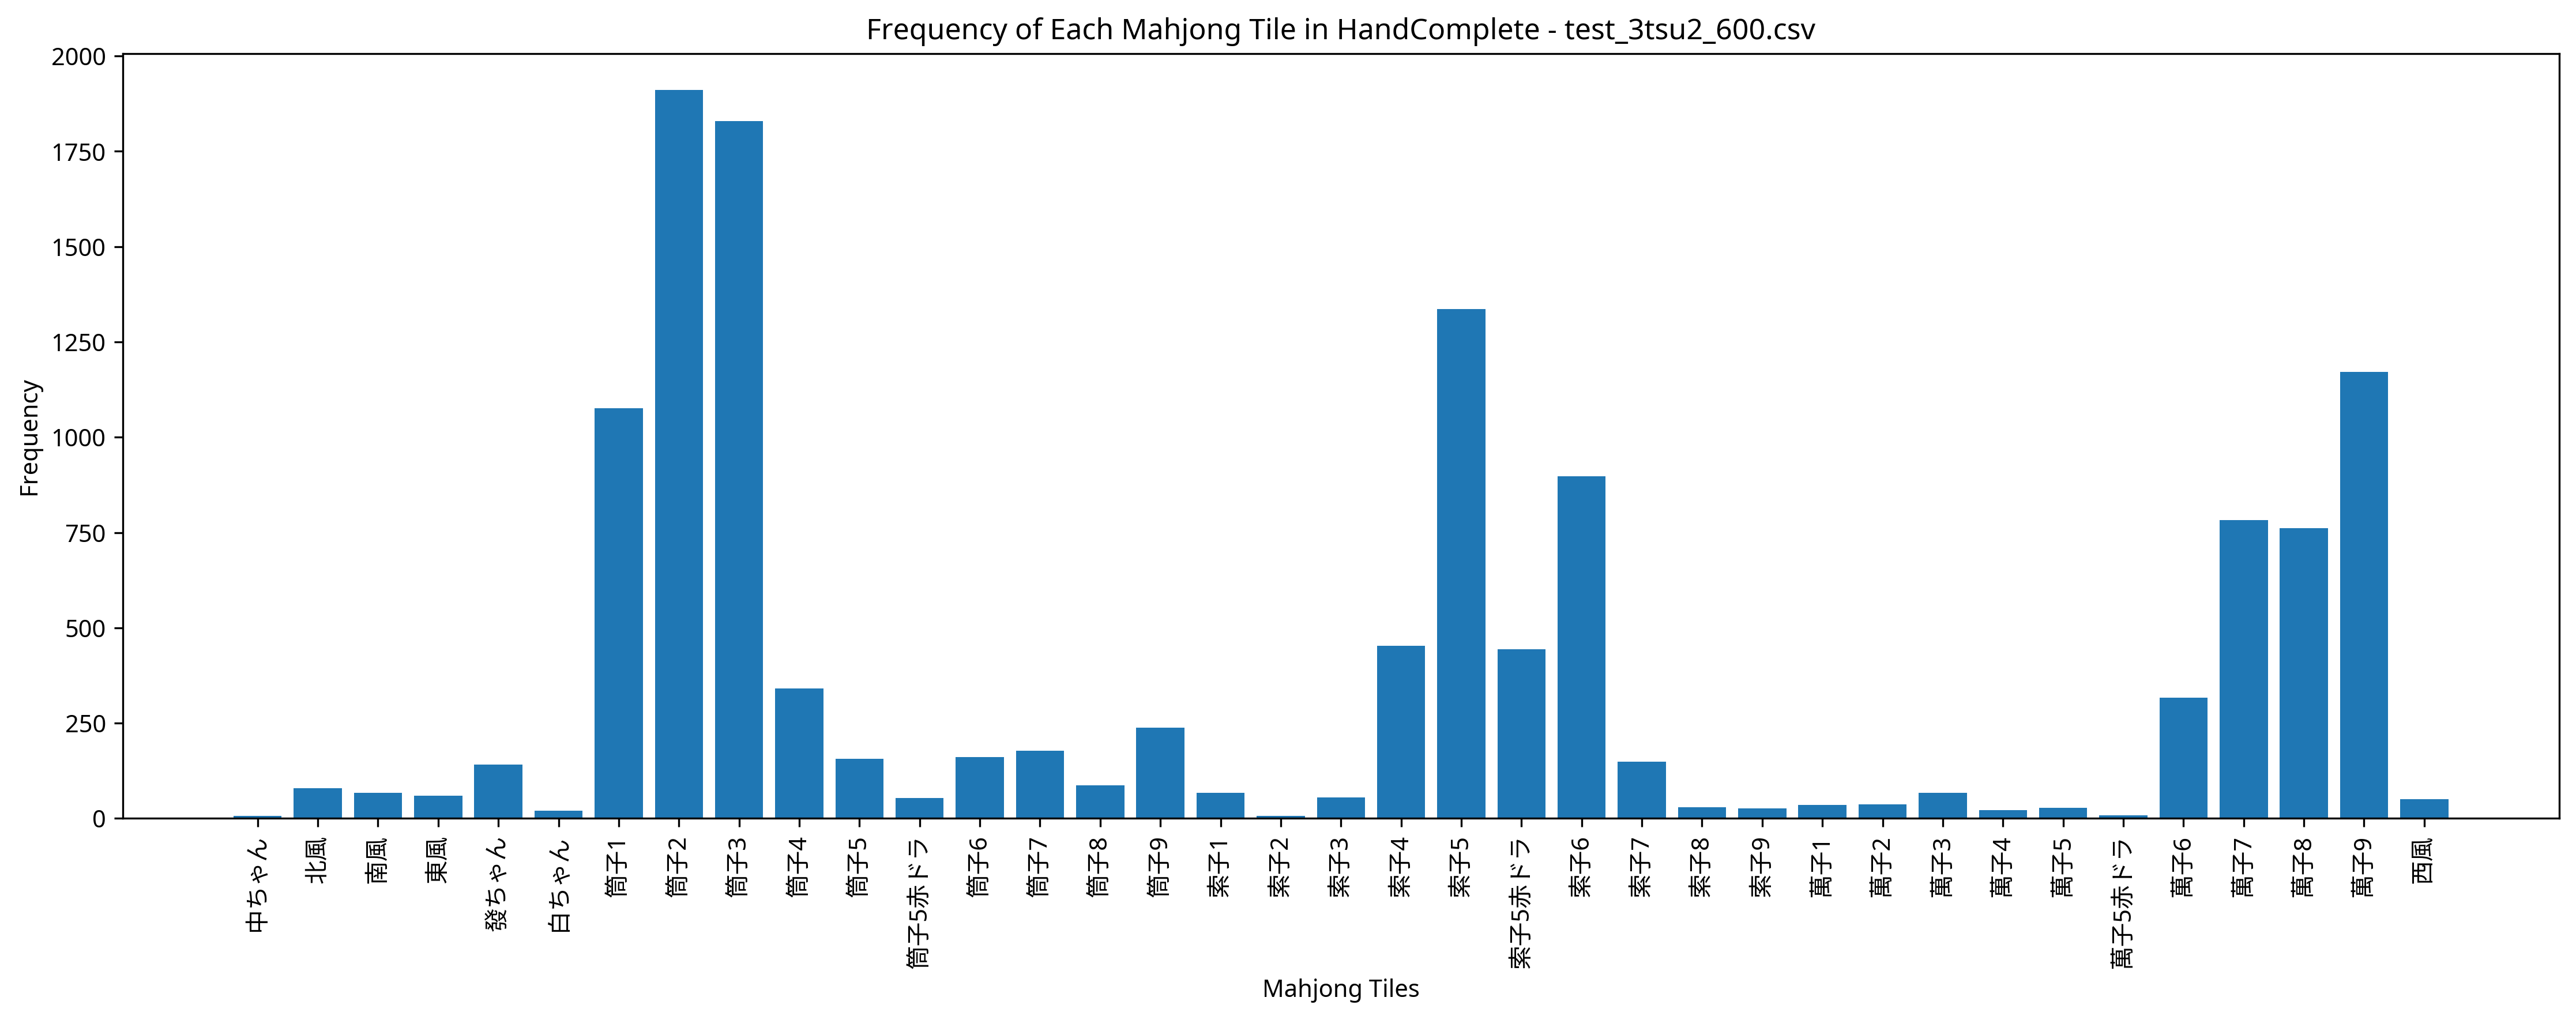 Frequency of Each Mahjong Tile in HandComplete - test_3tsu2_600.csv
2000
1750
1500
1250
1000
750
500
250
0
Frequency
中ちゃん
北風
南風
東風
發ちゃん
白ちゃん
筒子1
筒子2
筒子3
筒子4
筒子5
筒子5赤ドラ
筒子6
筒子7
筒子8
筒子9
索子1
索子2
索子3
索子4
索子5
索子5赤ドラ
索子6
索子7
索子8
索子9
萬子1
萬子2
萬子3
萬子4
萬子5
萬子5赤ドラ
萬子6
萬子7
萬子8
萬子9
西風
Mahjong Tiles